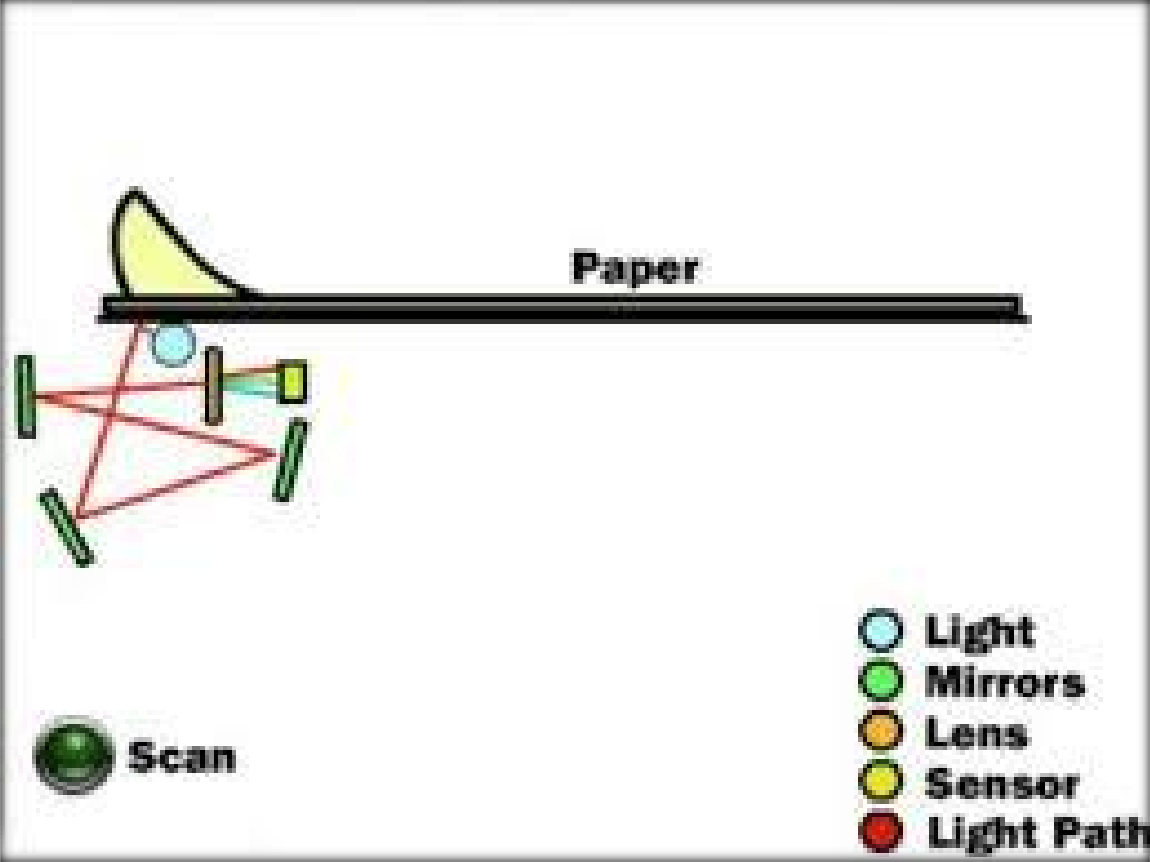 Paper
Light
Mirrors
Lens
Sensor
Scan
Light Path